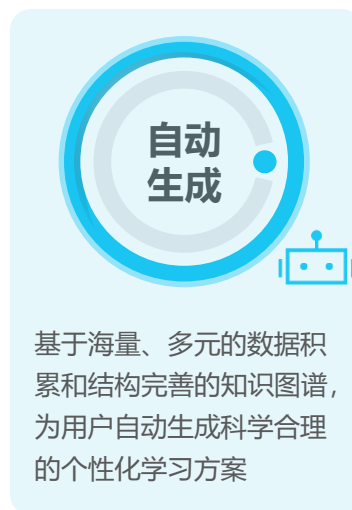 自动
生成
基于海量、多元的数据积
累和结构完善的知识图谱，
为用户自动生成科学合理
的个性化学习方案